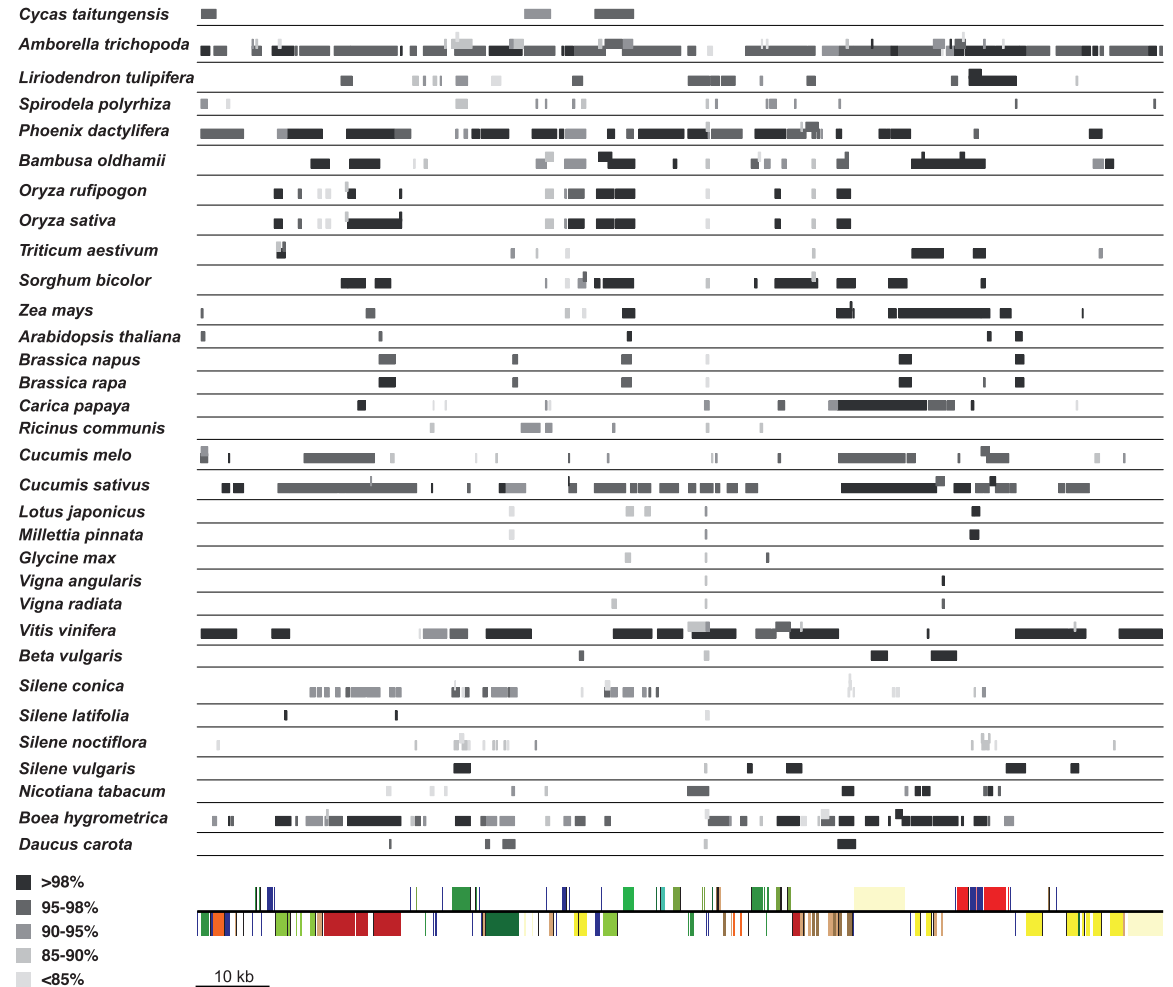 Cycas taitungensis
Amborella trichopoda
Liriodendron tulipifera
Spirodela polyrhiza
Phoenix dactylifera
Bambusa oldhamii
Oryza rufipogon
Oryza sativa
Triticum aestivum
Sorghum bicolor
Zea mays
Arabidopsis thaliana
Brassica napus
Brassica rapa
Carica papaya
Ricinus communis
Cucumis melo
Cucumis sativus
Lotus japonicus
Millettia pinnata
Glycine max
Vigna angularis
Vigna radiata
Vitis vinifera
Beta vulgaris
Silene conica
Silene latifolia
Silene noctiflora
Silene vulgaris
Nicotiana tabacum
Boea hygrometrica
Daucus carota
>98%
95-98%
90-95%
85-90%
<85%
10 kb